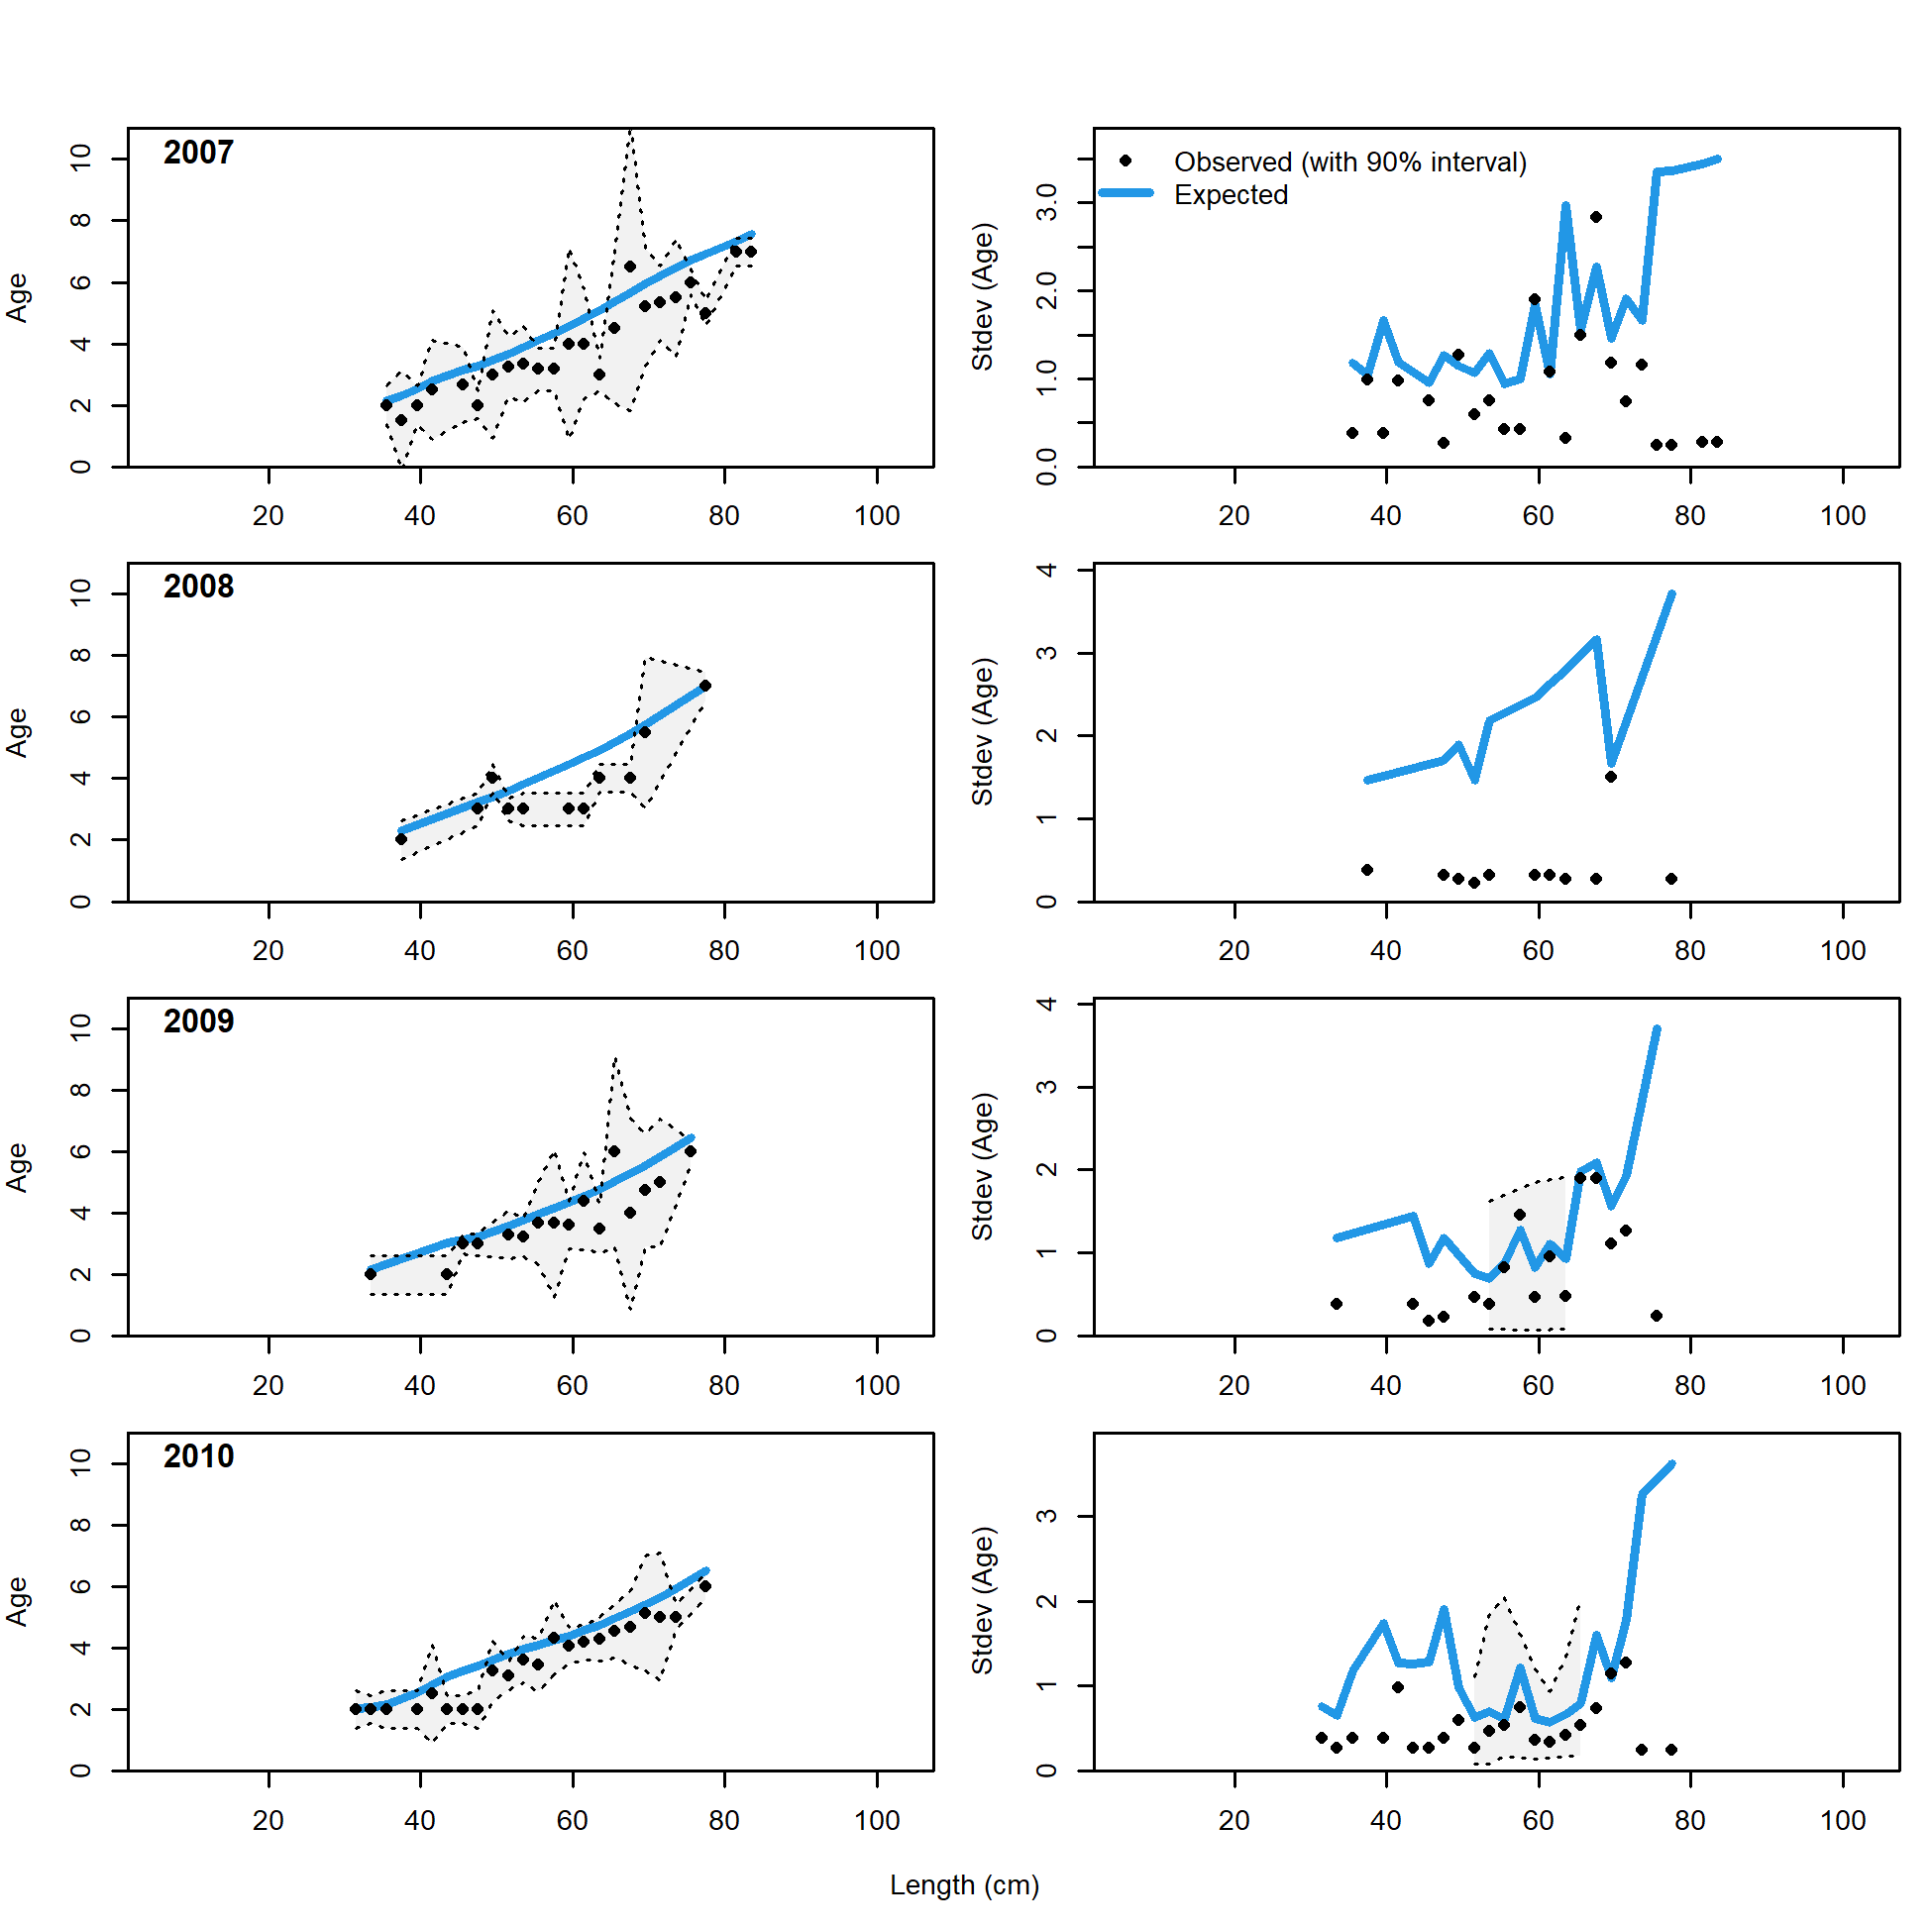 2007
Age
0 2 4 6 8 10
20 40 60 80 100
Observed (with 90% interval)
Expected
Stdev (Age)
0.0 1.0 2.0 3.0
20 40 60 80 100
2008
Age
0 2 4 6 8 10
20 40 60 80 100
Stdev (Age)
0 1 2 3 4
20 40 60 80 100
2009
Age
0 2 4 6 8 10
20 40 60 80 100
Stdev (Age)
0 1 2 3 4
20 40 60 80 100
2010
Age
0 2 4 6 8 10
20 40 60 80 100
Stdev (Age)
0 1 2 3
20 40 60 80 100
Length (cm)